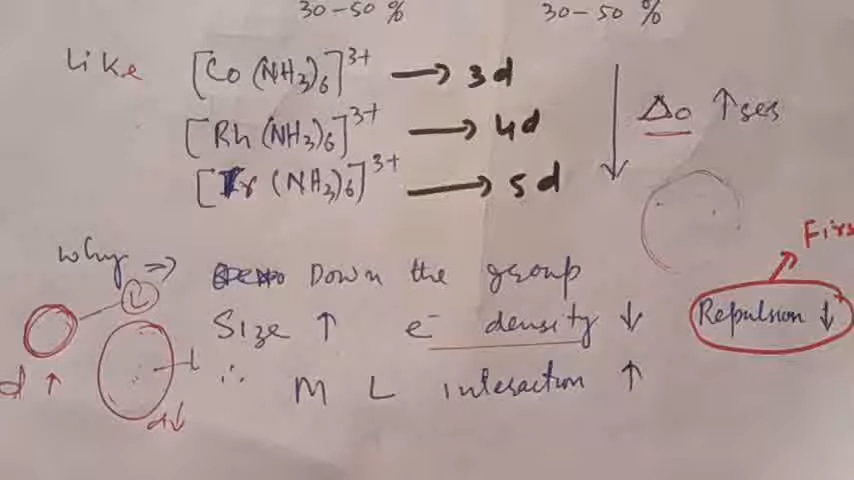 30-50 % 30-50 %
Like [Co(NH3)6]3+ → 3d
[Rh(NH3)6]3+ → 4d
[Ir(NH3)6]3+ → 5d
Δo ↑ses
Firs
why → Down the group
L
Size ↑ e- density ↓
Repulsion ↓
L
d ↑
∴ M L interaction ↑
d↓